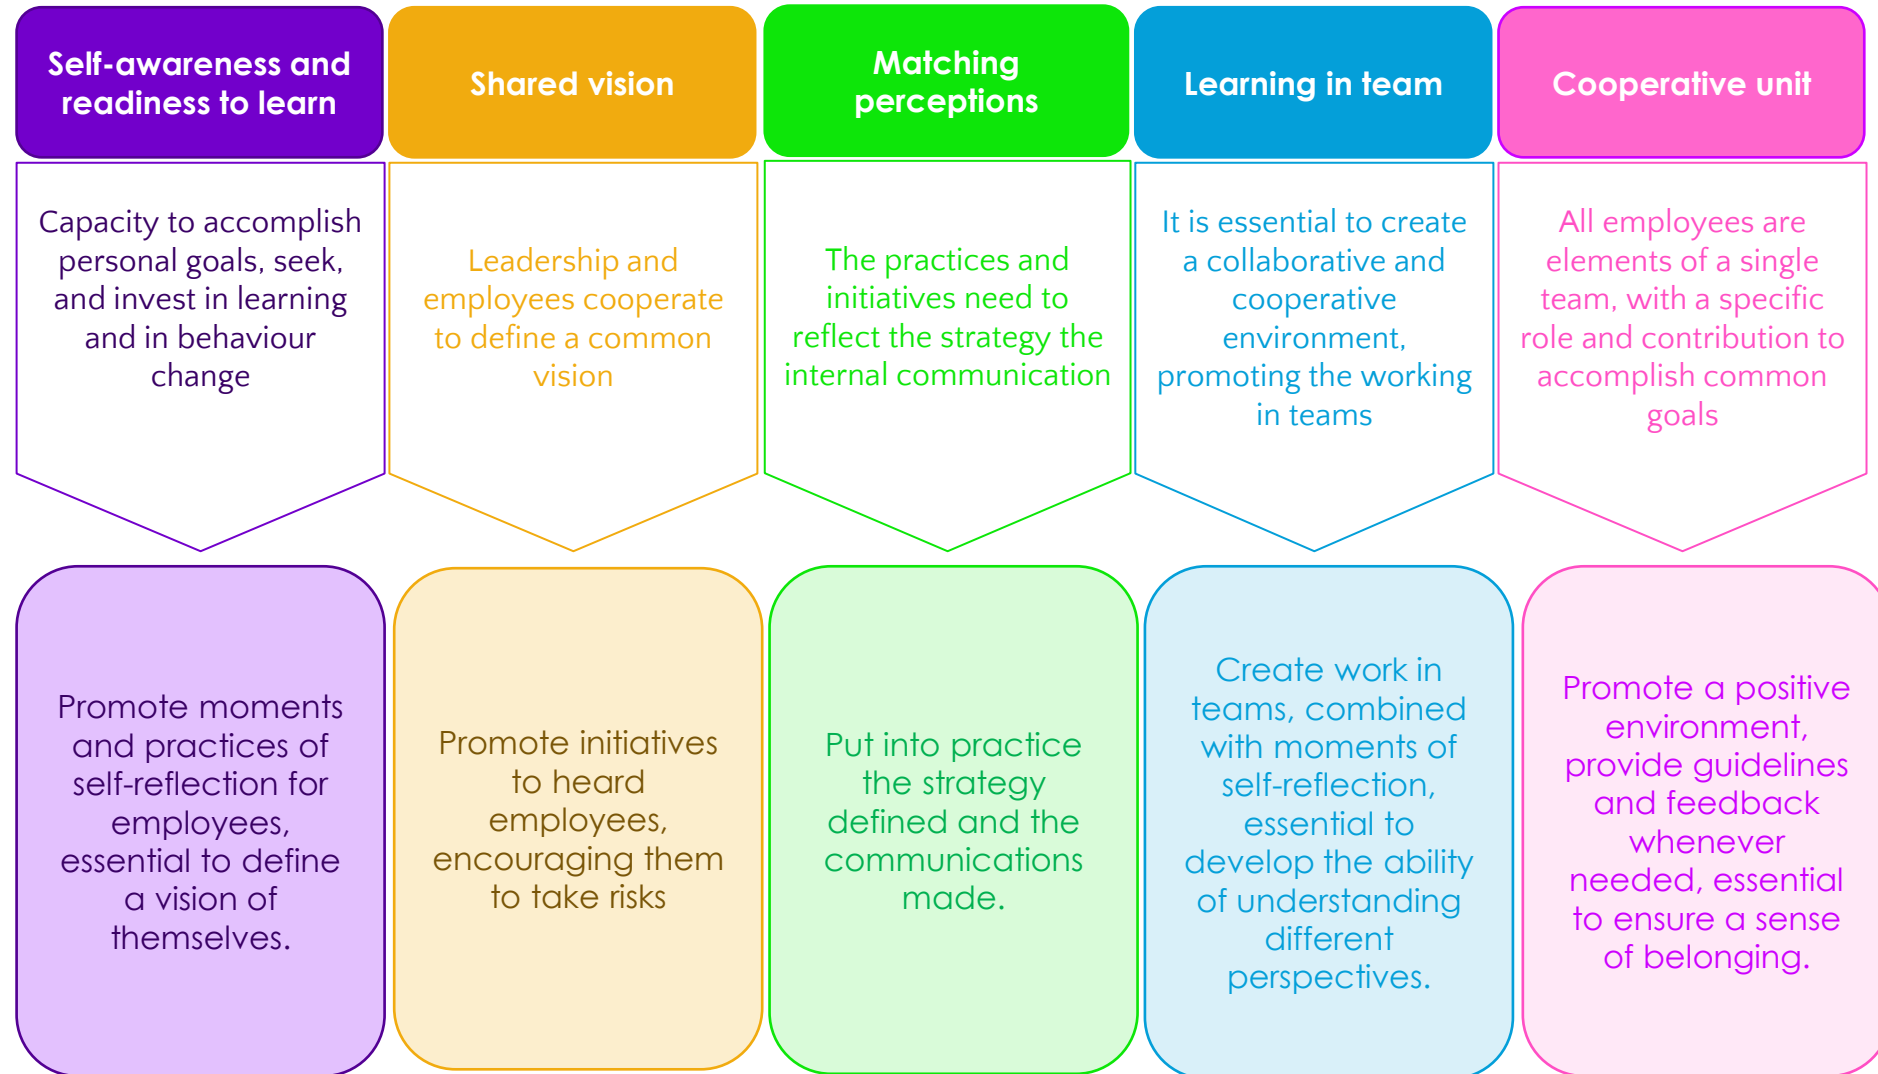 Self-awareness and
readiness to learn
Shared vision
Matching
perceptions
Learning in team
Cooperative unit
Capacity to accomplish
personal goals, seek,
and invest in learning
and in behaviour
change
Leadership and
employees cooperate
to define a common
vision
The practices and
initiatives need to
reflect the strategy the
internal communication
It is essential to create
a collaborative and
cooperative
environment,
promoting the working
in teams
All employees are
elements of a single
team, with a specific
role and contribution to
accomplish common
goals
Promote moments
and practices of
self-reflection for
employees,
essential to define
a vision of
themselves.
Promote initiatives
to heard
employees,
encouraging them
to take risks
Put into practice
the strategy
defined and the
communications
made.
Create work in
teams, combined
with moments of
self-reflection,
essential to
develop the ability
of understanding
different
perspectives.
Promote a positive
environment,
provide guidelines
and feedback
whenever
needed, essential
to ensure a sense
of belonging.